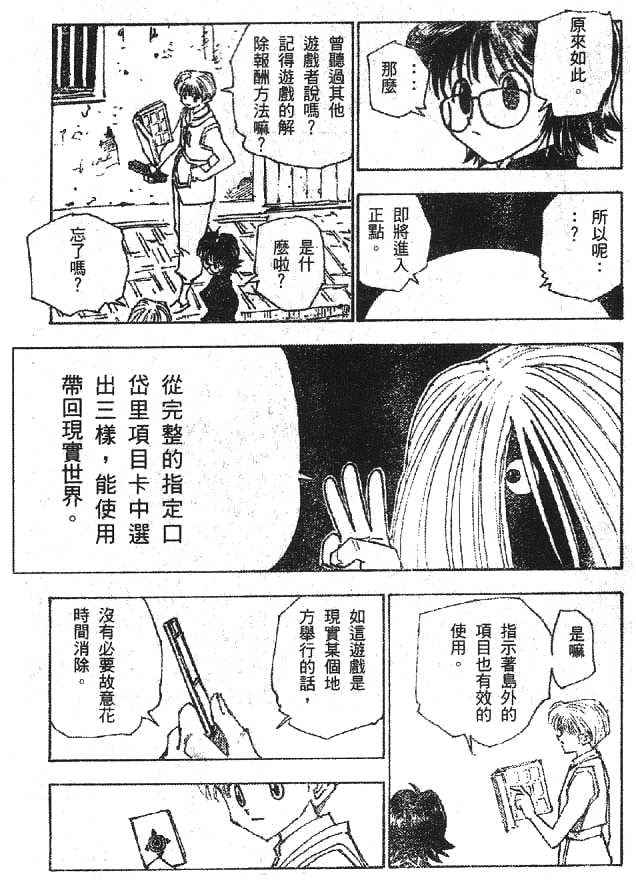 原來如此。
：：
那麼
所以呢：
：?
即將進入
正點。
曾聽過其他
遊戲者說嗎？
記得遊戲的解
除報酬方法嘛？
是什
麼啦？
忘了嗎？
從完整的指定口
岱里項目卡中選
出三樣，能使用
帶回現實世界。
是嘛
指示著島外的
項目也有效的
使用。
如這遊戲是
現實某個地
方舉行的話，
沒有必要故意花
時間消除。